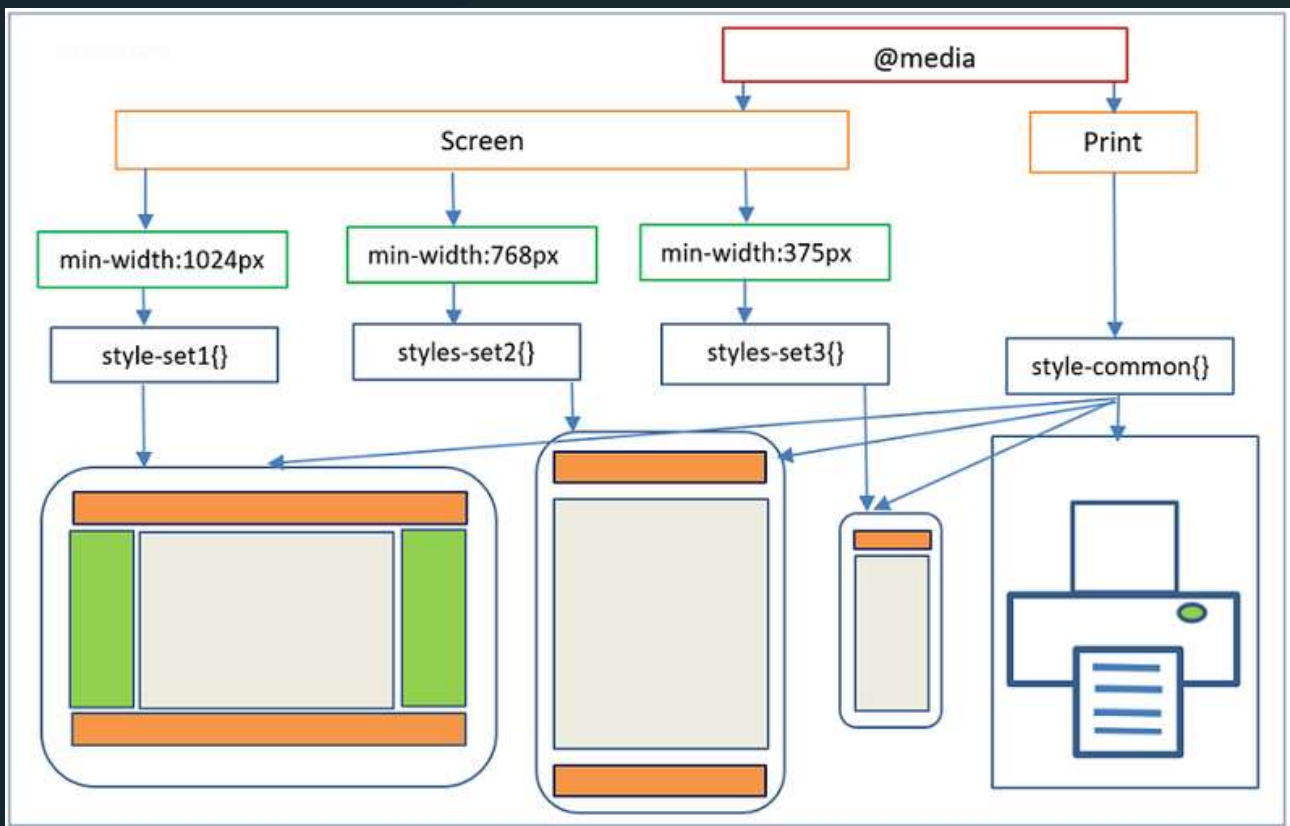 @media
Screen
Print
min-width:1024px
min-width:768px
min-width:375px
style-set1{}
styles-set2{}
styles-set3{}
style-common{}